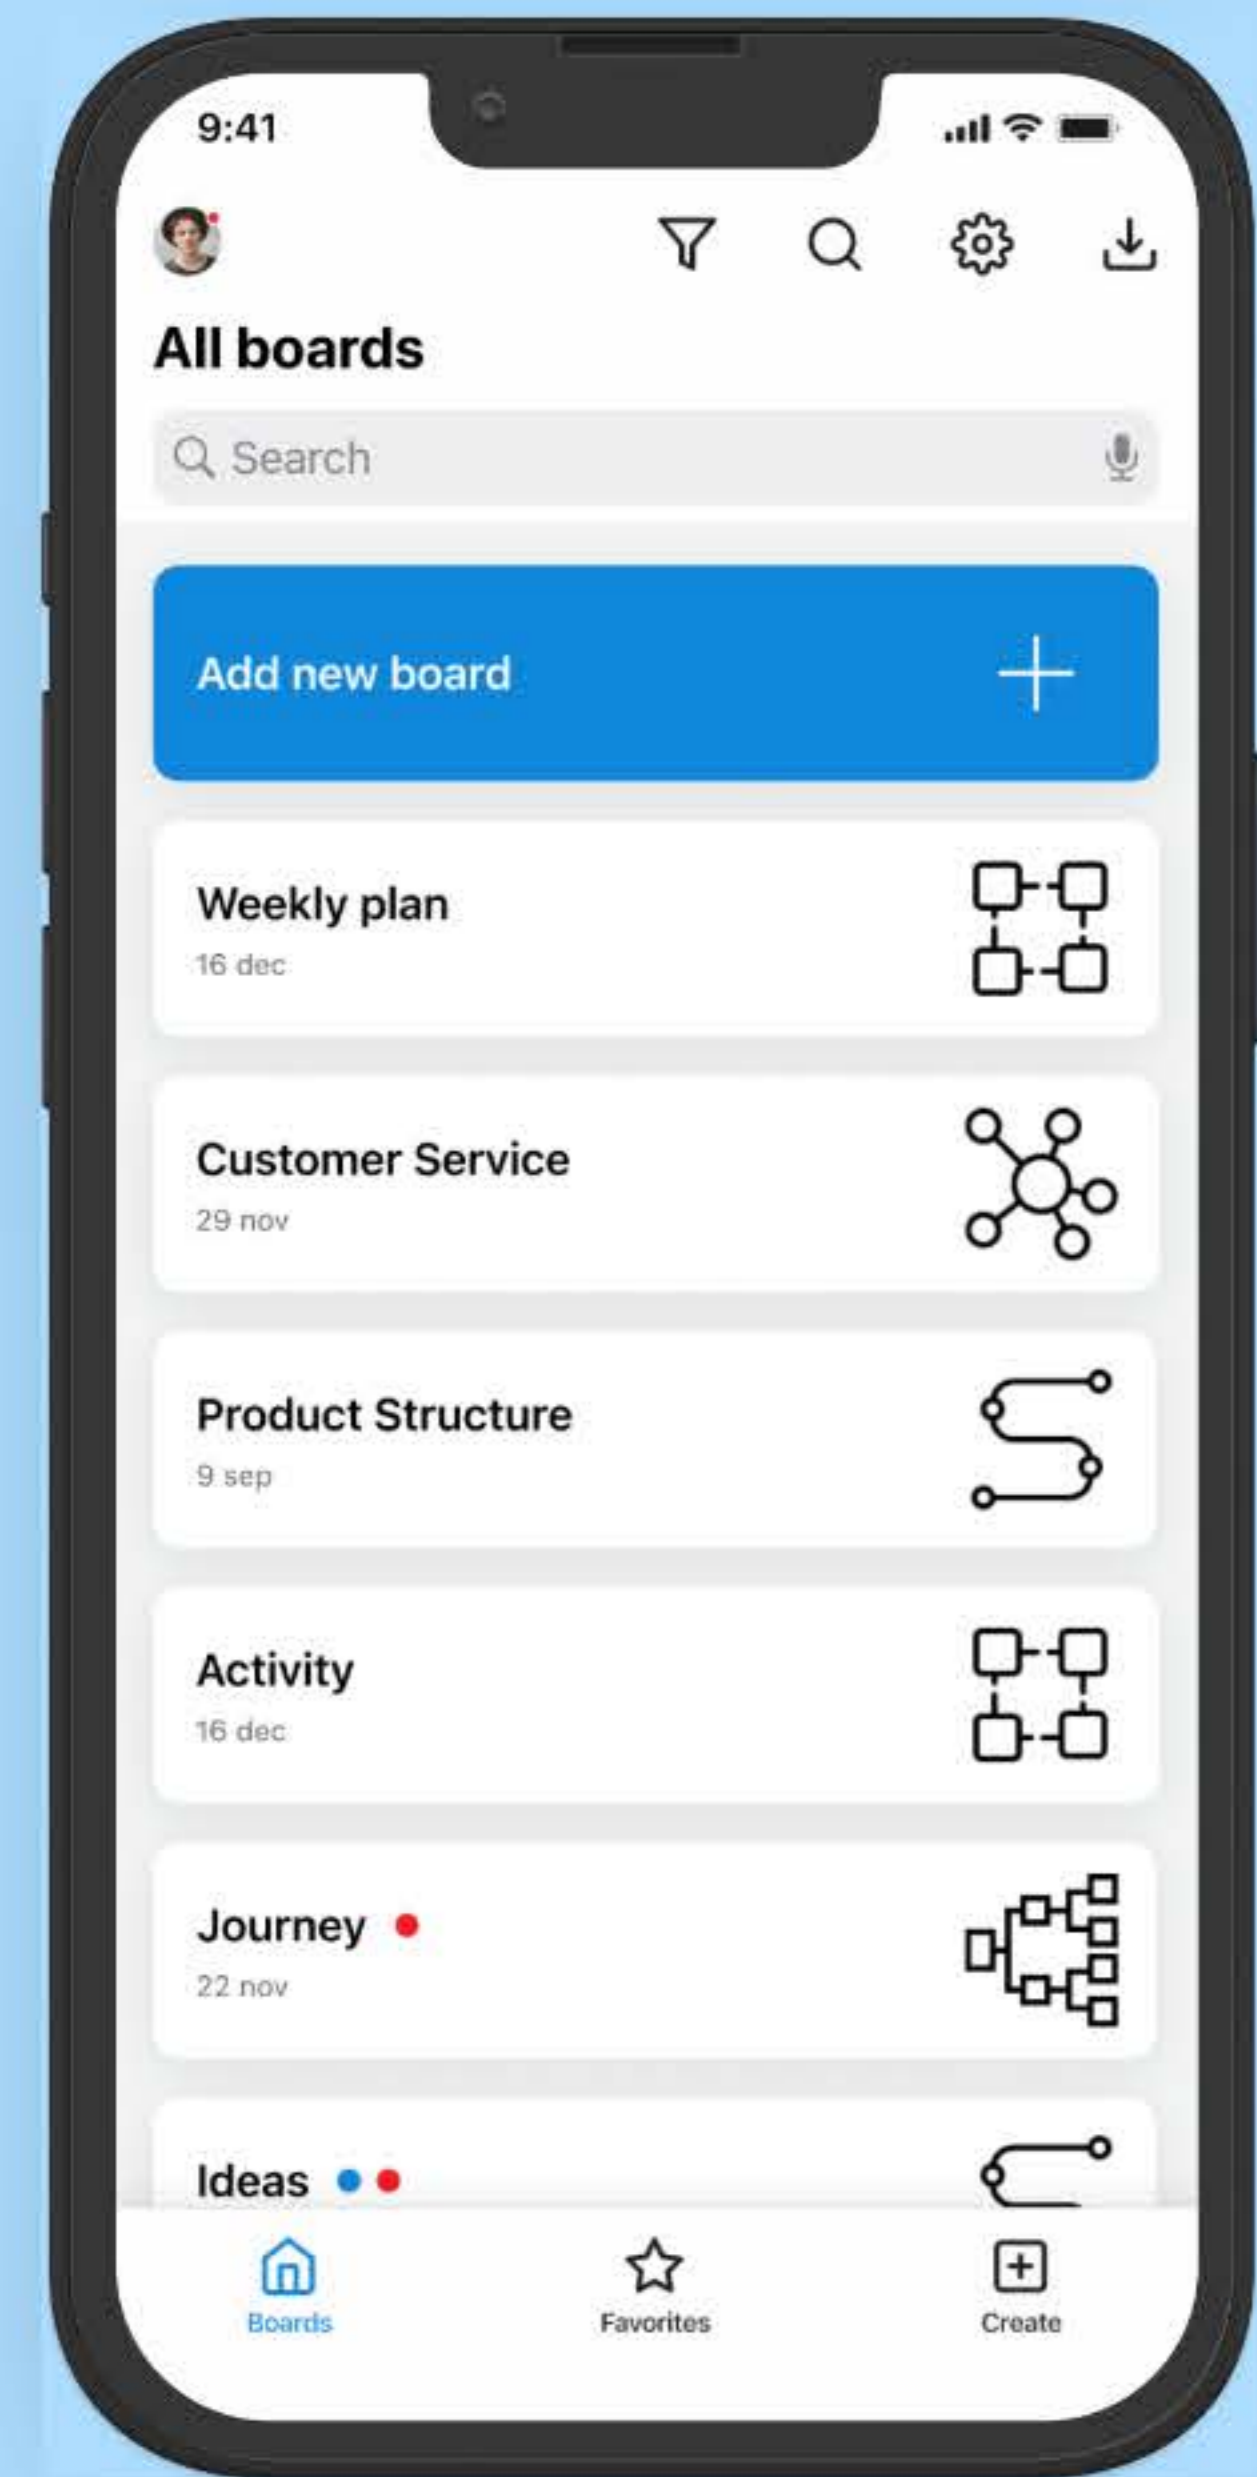 9:41
All boards
Search
Add new board
Weekly plan
16 dec
Customer Service
29 nov
Product Structure
9 sep
Activity
16 dec
Journey
22 nov
Ideas
Boards
Favorites
Create